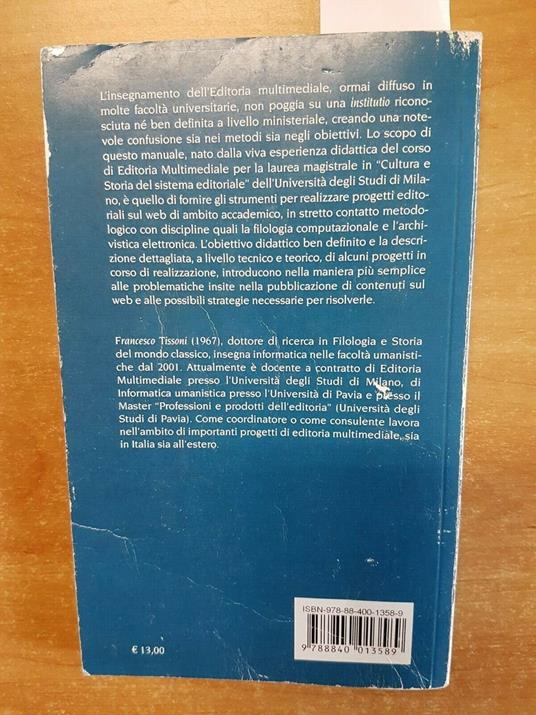 L'insegnamento dell'Editoria multimediale, ormai diffuso in
molte facoltà universitarie, non poggia su una institutio ricono-
sciuta né ben definita a livello ministeriale, creando una note-
vole confusione sia nei metodi sia negli obiettivi. Lo scopo di
questo manuale, nato dalla viva esperienza didattica del corso
di Editoria Multimediale per la laurea magistrale in "Cultura e
Storia del sistema editoriale" dell'Università degli Studi di Mila-
no, è quello di fornire gli strumenti per realizzare progetti edito-
riali sul web di ambito accademico, in stretto contatto metodo-
logico con discipline quali la filologia computazionale e l'archi-
vistica elettronica. L'obiettivo didattico ben definito e la descri-
zione dettagliata, a livello tecnico e teorico, di alcuni progetti in
corso di realizzazione, introducono nella maniera più semplice
alle problematiche insite nella pubblicazione di contenuti sul
web e alle possibili strategie necessarie per risolverle.
Francesco Tissoni (1967), dottore di ricerca in Filologia e Storia
del mondo classico, insegna informatica nelle facoltà umanisti-
che dal 2001. Attualmente è docente a contratto di Editoria
Multimediale presso l'Università degli Studi di Milano, di
Informatica umanistica presso l'Università di Pavia e presso il
Master "Professioni e prodotti dell'editoria" (Università degli
Studi di Pavia). Come coordinatore o come consulente lavora
nell'ambito di importanti progetti di editoria multimediale, sia
in Italia sia all'estero.
ISBN-978-88-400-1358-9
9 788840 013589
€ 13,00